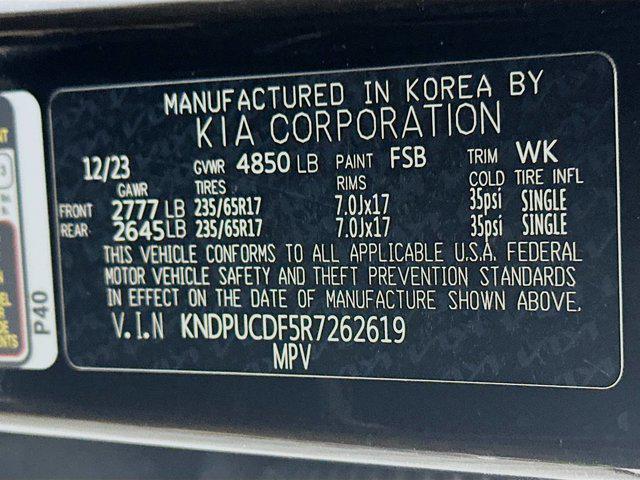 MANUFACTURED IN KOREA BY
KIA CORPORATION
12/23 GVWR 4850 LB PAINT FSB TRIM WK
GAWR TIRES RIMS COLD TIRE INFL
FRONT 2777 LB 235/65R17 7.0Jx17 35psi SINGLE
REAR 2645 LB 235/65R17 7.0Jx17 35psi SINGLE
THIS VEHICLE CONFORMS TO ALL APPLICABLE U.S.A. FEDERAL
MOTOR VEHICLE SAFETY AND THEFT PREVENTION STANDARDS
IN EFFECT ON THE DATE OF MANUFACTURE SHOWN ABOVE.
V.I.N KNDPUCDF5R7262619
MPV
P40